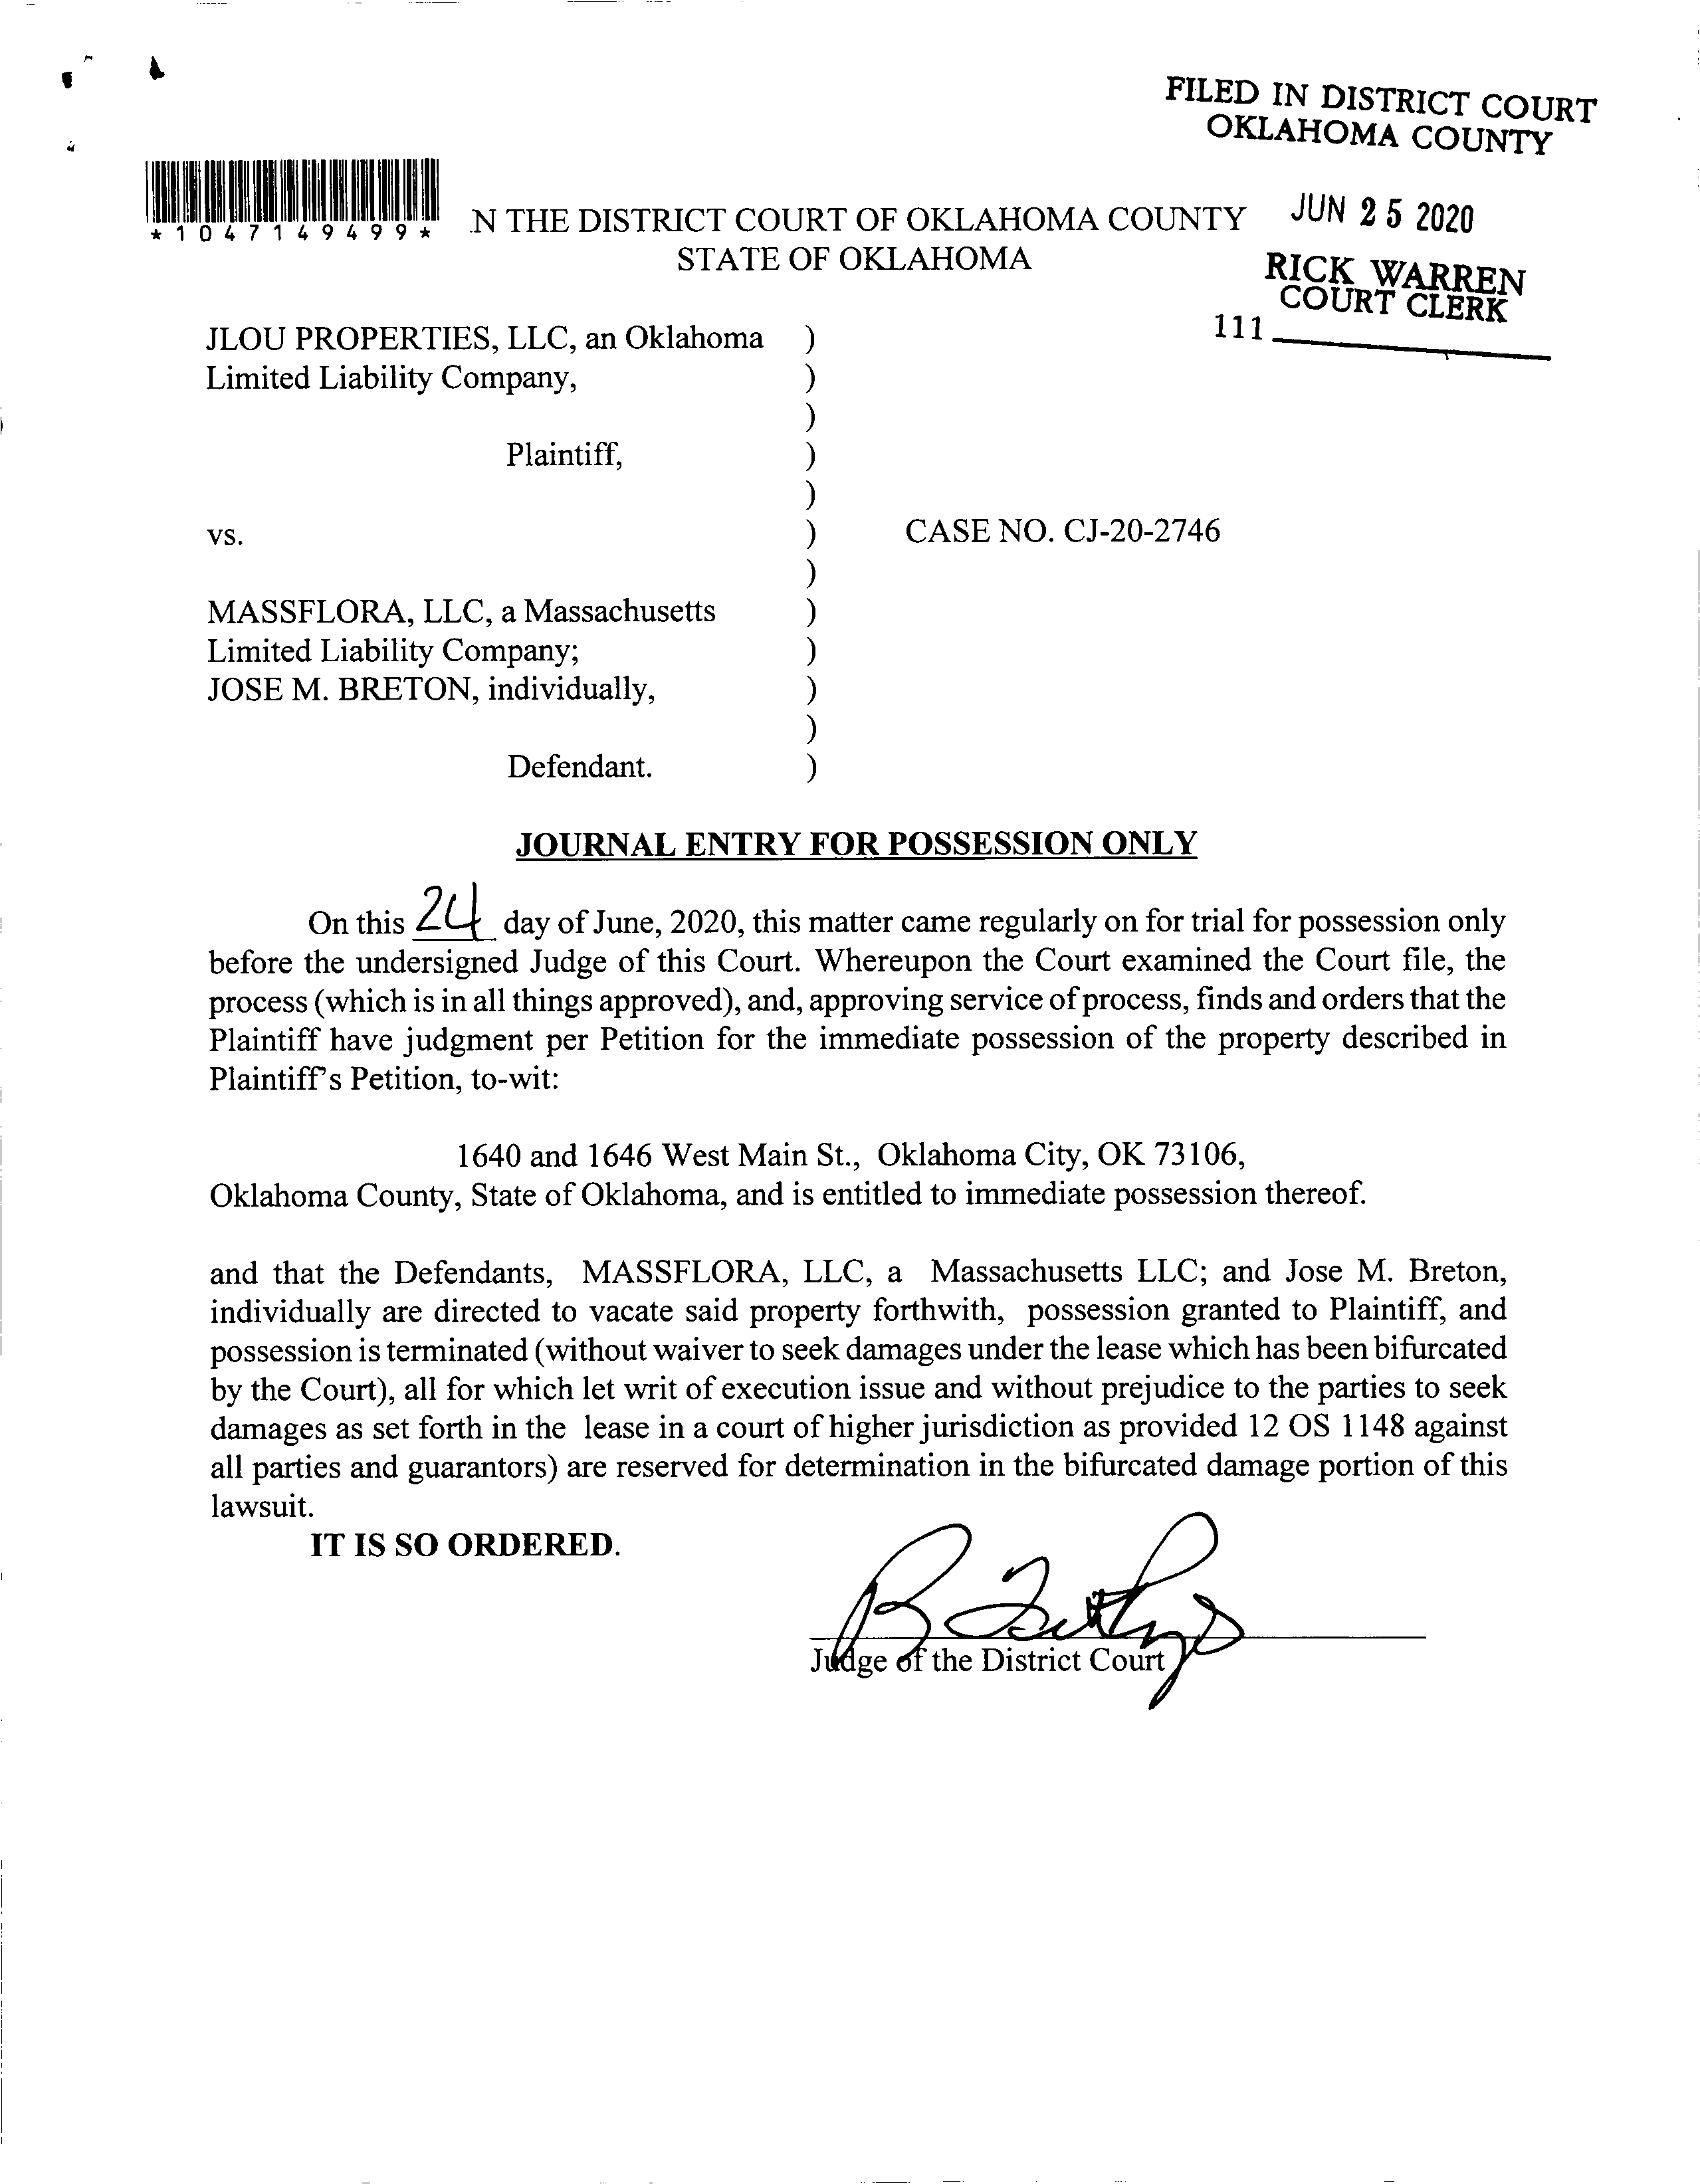 FILED IN DISTRICT COURT
OKLAHOMA COUNTY
JUN 25 2020
RICK WARREN
COURT CLERK
111
*1047149499*
N THE DISTRICT COURT OF OKLAHOMA COUNTY
STATE OF OKLAHOMA
JLOU PROPERTIES, LLC, an Oklahoma )
Limited Liability Company, )
)
Plaintiff, )
)
vs. ) CASE NO. CJ-20-2746
)
MASSFLORA, LLC, a Massachusetts )
Limited Liability Company; )
JOSE M. BRETON, individually, )
)
Defendant. )
JOURNAL ENTRY FOR POSSESSION ONLY
On this 24 day of June, 2020, this matter came regularly on for trial for possession only
before the undersigned Judge of this Court. Whereupon the Court examined the Court file, the
process (which is in all things approved), and, approving service of process, finds and orders that the
Plaintiff have judgment per Petition for the immediate possession of the property described in
Plaintiff's Petition, to-wit:
1640 and 1646 West Main St., Oklahoma City, OK 73106,
Oklahoma County, State of Oklahoma, and is entitled to immediate possession thereof.
and that the Defendants, MASSFLORA, LLC, a Massachusetts LLC; and Jose M. Breton,
individually are directed to vacate said property forthwith, possession granted to Plaintiff, and
possession is terminated (without waiver to seek damages under the lease which has been bifurcated
by the Court), all for which let writ of execution issue and without prejudice to the parties to seek
damages as set forth in the lease in a court of higher jurisdiction as provided 12 OS 1148 against
all parties and guarantors) are reserved for determination in the bifurcated damage portion of this
lawsuit.
IT IS SO ORDERED.
Judge of the District Court